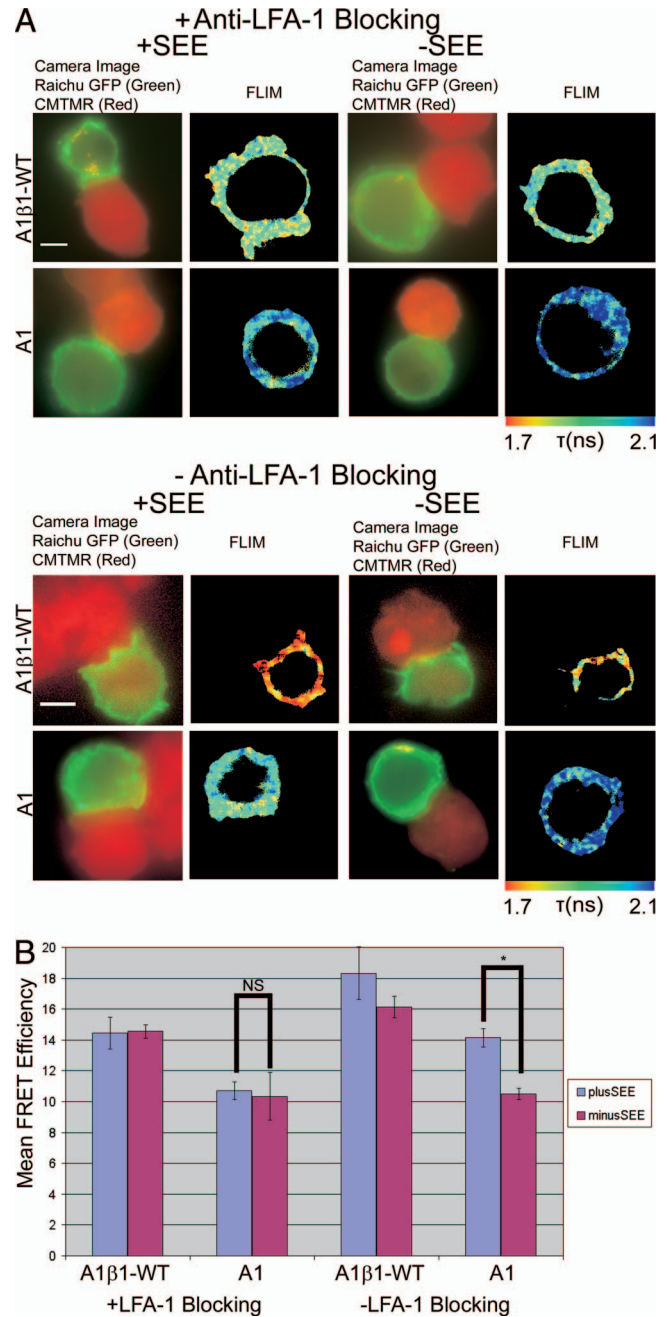 A
+Anti-LFA-1 Blocking
+SEE -SEE
Camera Image
Raichu GFP (Green)
CMTMR (Red)
FLIM
Camera Image
Raichu GFP (Green)
CMTMR (Red)
FLIM
A1β1-WT
A1
1.7 τ(ns) 2.1
- Anti-LFA-1 Blocking
+SEE -SEE
Camera Image
Raichu GFP (Green)
CMTMR (Red)
FLIM
Camera Image
Raichu GFP (Green)
CMTMR (Red)
FLIM
A1β1-WT
A1
1.7 τ(ns) 2.1
B
Mean FRET Efficiency
20
18
16
14
12
10
8
6
4
2
0
NS
*
plusSEE
minusSEE
A1β1-WT A1 A1β1-WT A1
+LFA-1 Blocking -LFA-1 Blocking